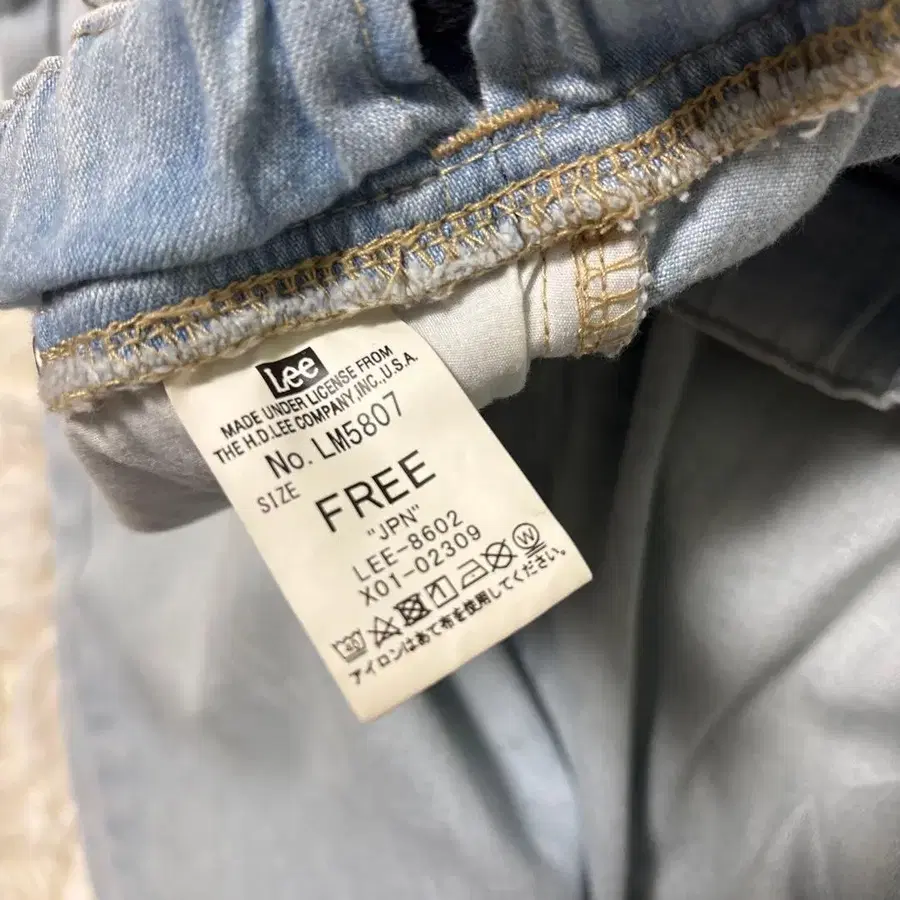 Lee
MADE UNDER LICENSE FROM
THE H.D.LEE COMPANY,INC.,U.S.A.
No. LM5807
SIZE
FREE
"JPN"
LEE-8602
X01-02309
40 W
アイロンはあて布を使用してください。